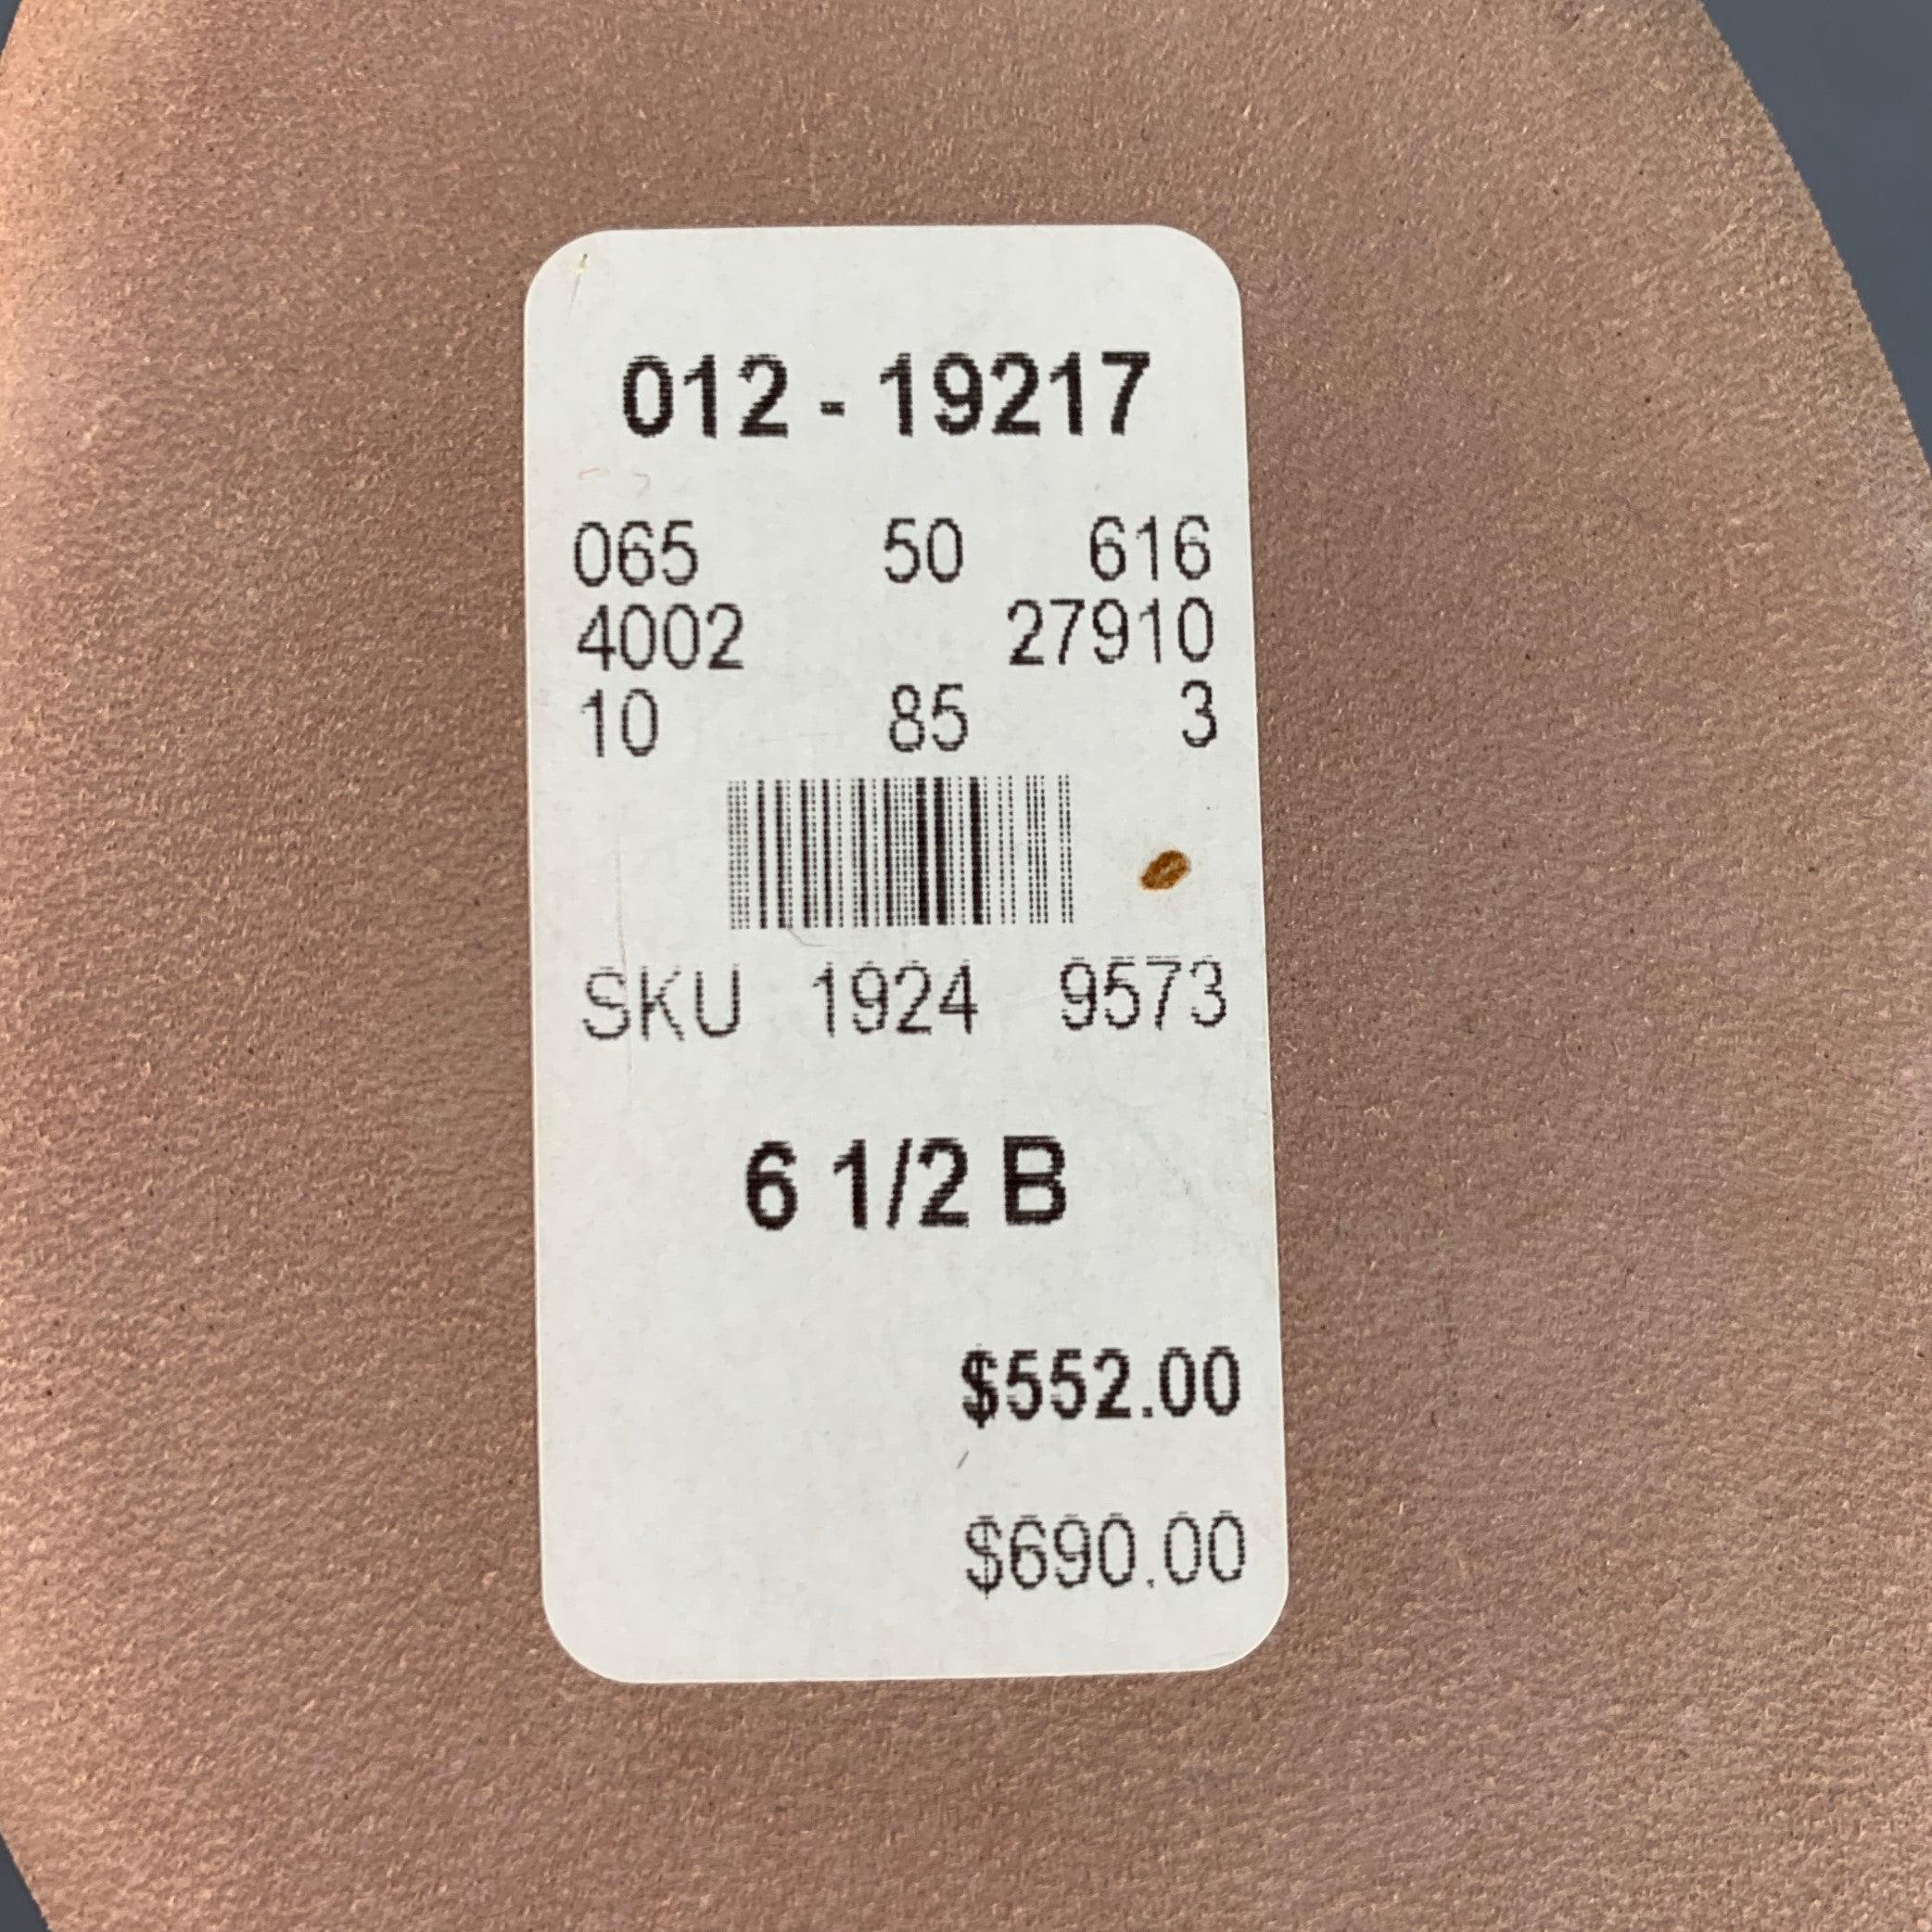 012 - 19217
065 50 616
4002 27910
10 85 3
SKU 1924 9573
6 1/2 B
$552.00
$690.00